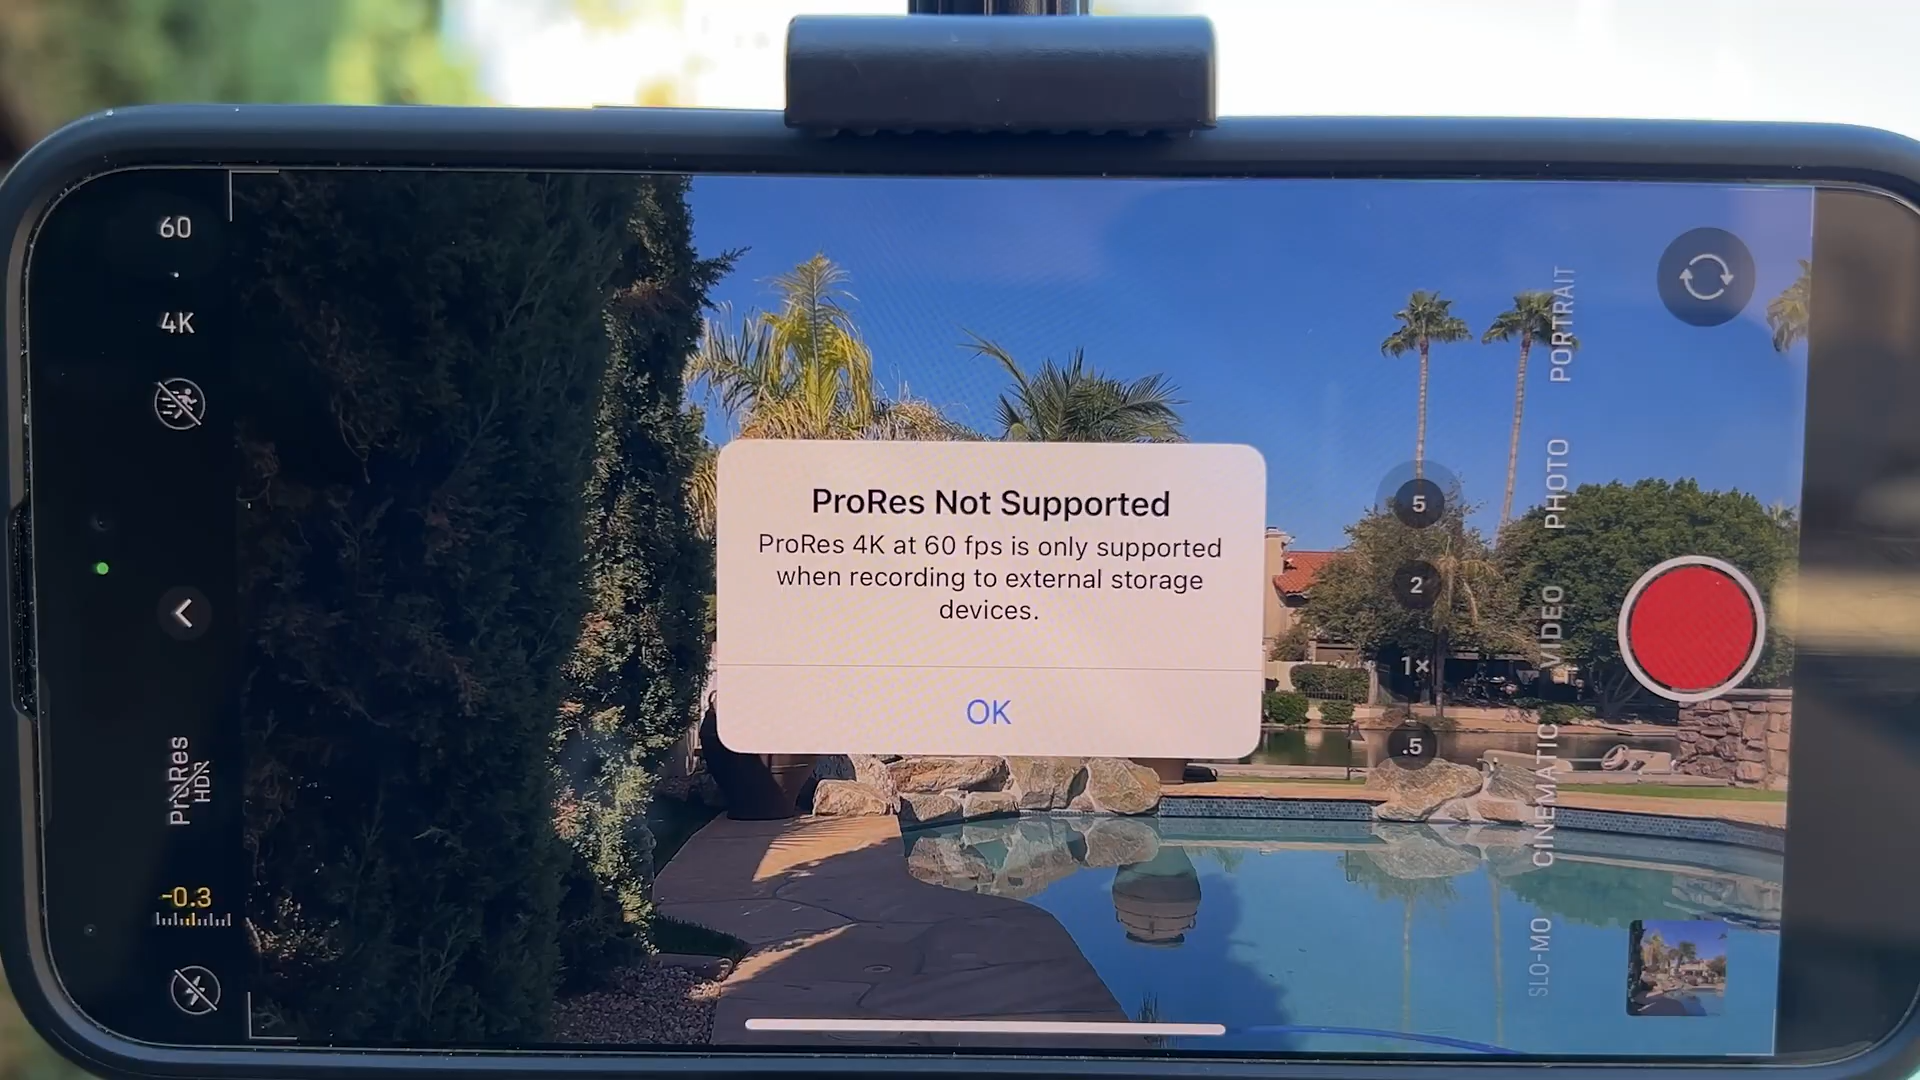 60
4K
ProRes
HDR
-0.3
ProRes Not Supported
ProRes 4K at 60 fps is only supported
when recording to external storage
devices.
OK
5
2
1×
.5
SLO-MO
CINEMATIC
VIDEO
PHOTO
PORTRAIT